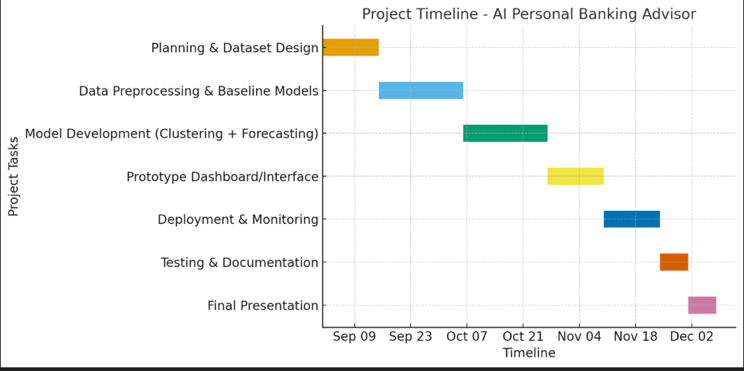 Project Timeline - AI Personal Banking Advisor
Project Tasks
Planning & Dataset Design
Data Preprocessing & Baseline Models
Model Development (Clustering + Forecasting)
Prototype Dashboard/Interface
Deployment & Monitoring
Testing & Documentation
Final Presentation
Sep 09 Sep 23 Oct 07 Oct 21 Nov 04 Nov 18 Dec 02
Timeline